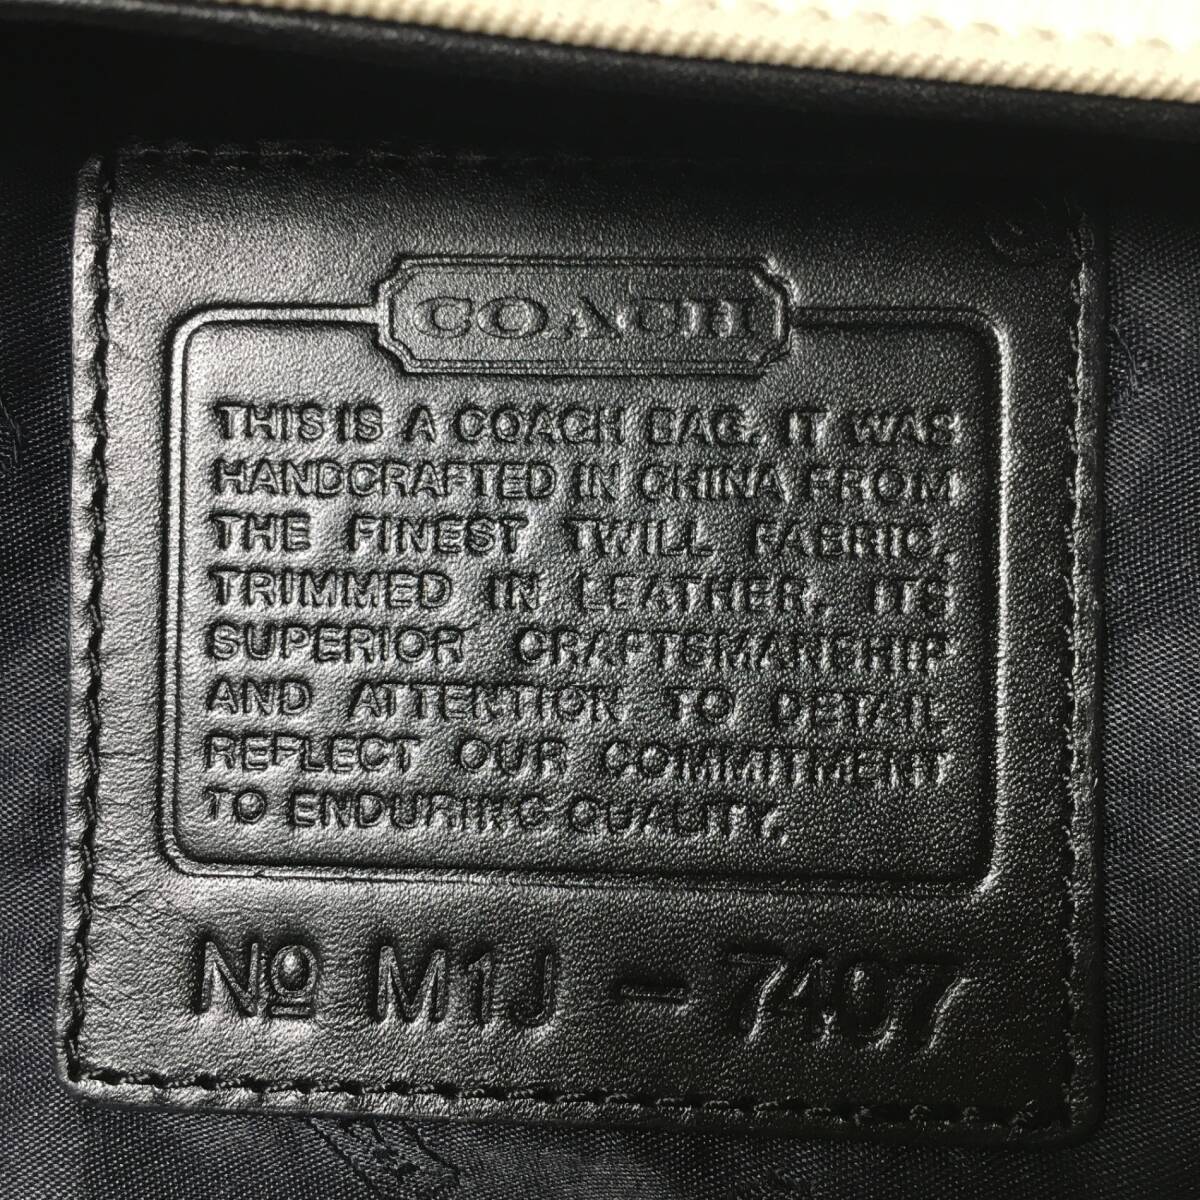 COACH
THIS IS A COACH BAG. IT WAS
HANDCRAFTED IN CHINA FROM
THE FINEST TWILL FABRIC,
TRIMMED IN LEATHER. ITS
SUPERIOR CRAFTSMANSHIP
AND ATTENTION TO DETAIL
REFLECT OUR COMMITMENT
TO ENDURING QUALITY.
Nº M1J - 7407